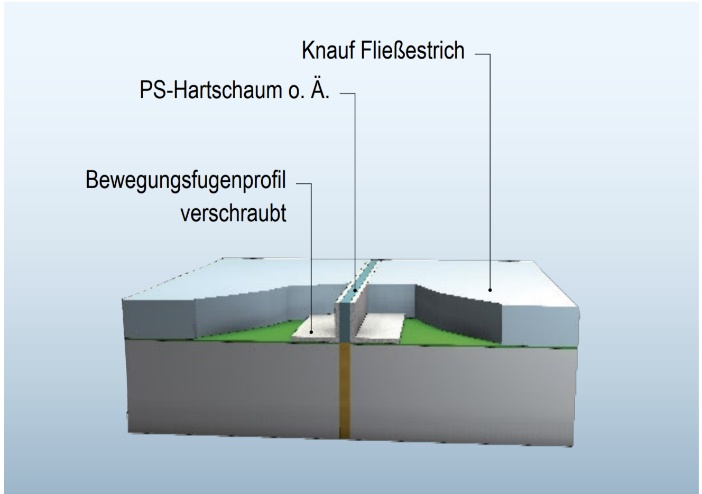 Knauf Fließestrich
PS-Hartschaum o. Ä.
Bewegungsfugenprofil
verschraubt